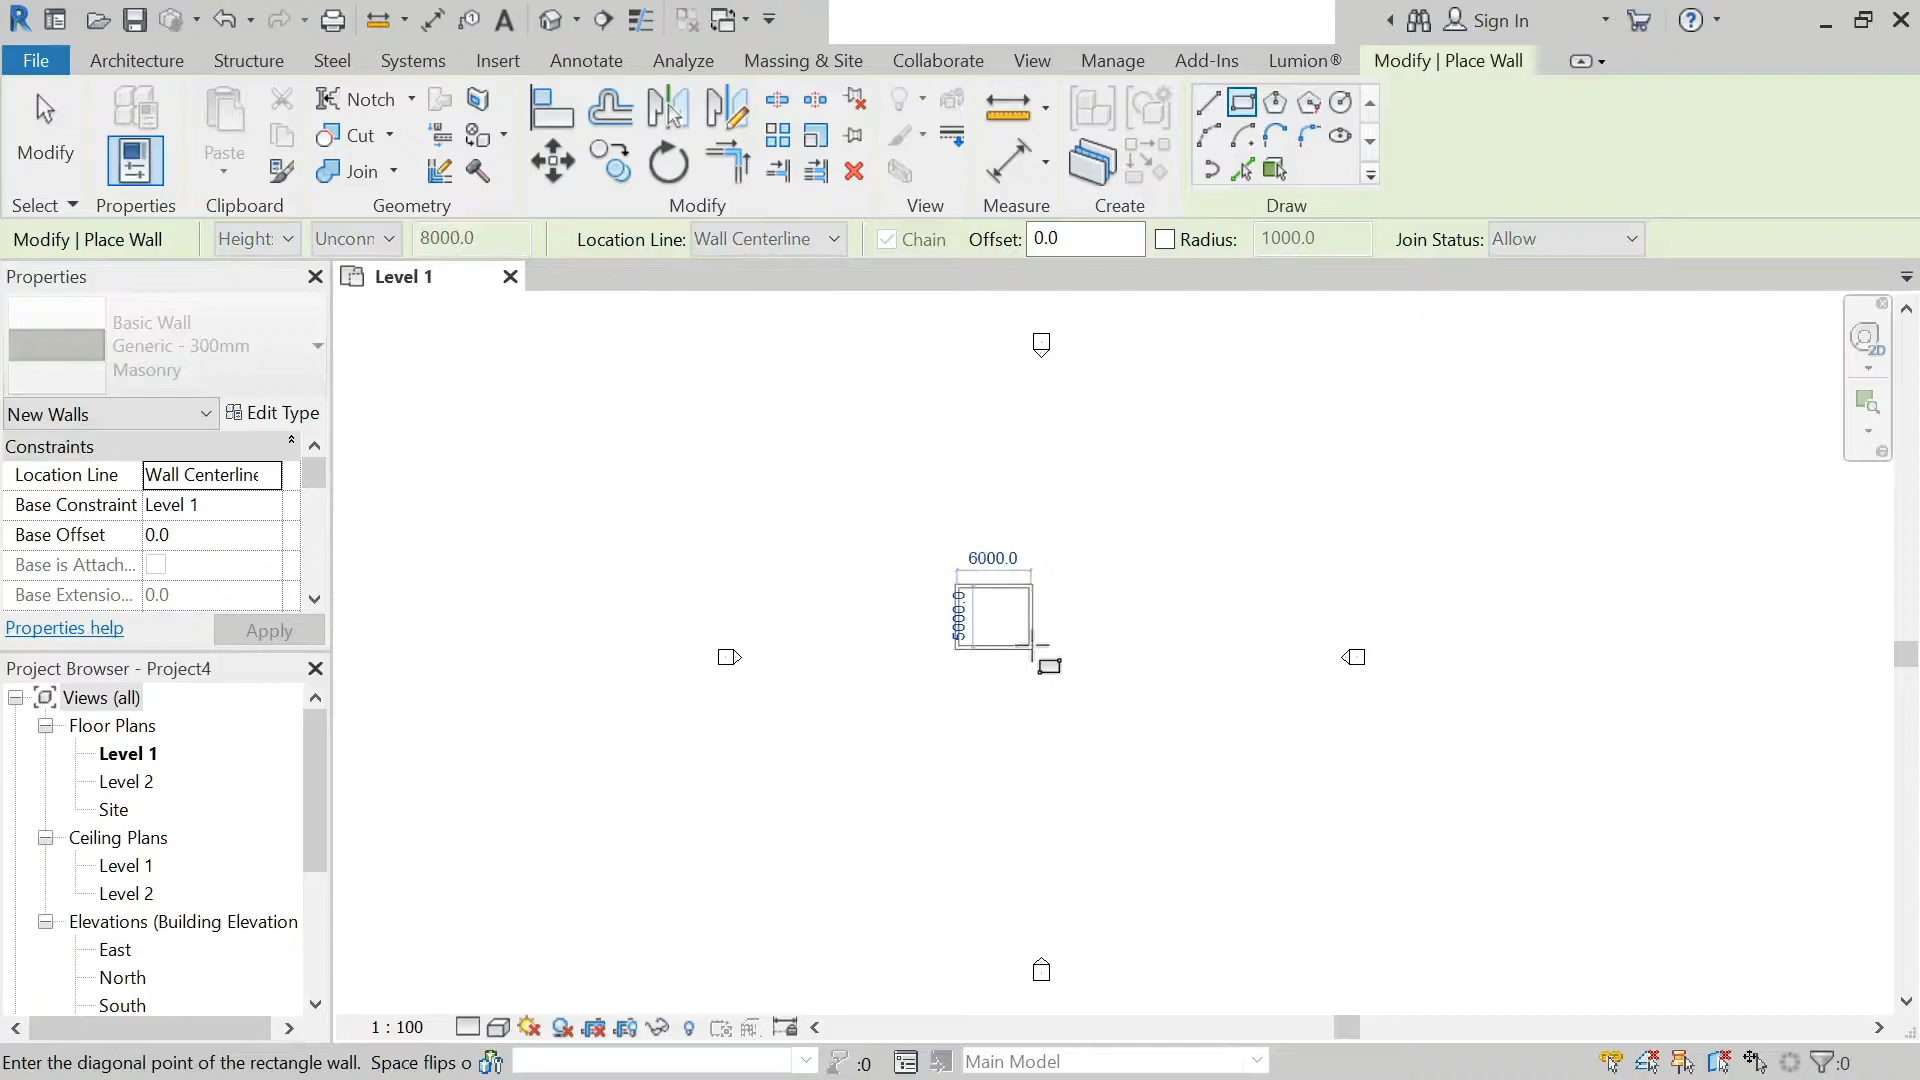 Sign In
File Architecture Structure Steel Systems Insert Annotate Analyze Massing & Site Collaborate View Manage Add-Ins Lumion® Modify | Place Wall
Modify
Paste
Notch
Cut
Join
Select Properties Clipboard Geometry Modify View Measure Create Draw
Modify | Place Wall Height: Unconn 8000.0 Location Line: Wall Centerline Chain Offset: 0.0 Radius: 1000.0 Join Status: Allow
Properties
Level 1
Basic Wall
Generic - 300mm
Masonry
New Walls Edit Type
Constraints
Location Line Wall Centerline
Base Constraint Level 1
Base Offset 0.0
Base is Attach...
Base Extensio... 0.0
Properties help Apply
6000.0
5000.0
2D
Project Browser - Project4
Views (all)
Floor Plans
Level 1
Level 2
Site
Ceiling Plans
Level 1
Level 2
Elevations (Building Elevation
East
North
South
1 : 100
Enter the diagonal point of the rectangle wall. Space flips o :0 Main Model :0